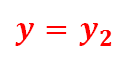 y = y₂